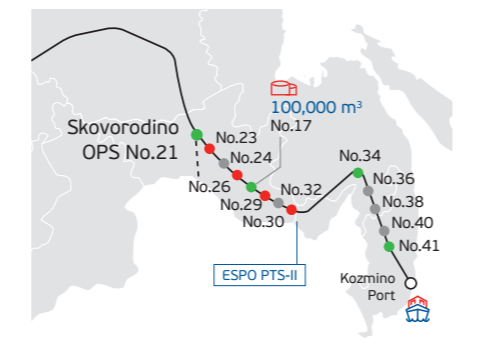 100,000 m³
No.17
Skovorodino
OPS No.21
No.23
No.24
No.26
No.29
No.30
No.32
No.34
No.36
No.38
No.40
No.41
ESPO PTS-II
Kozmino
Port